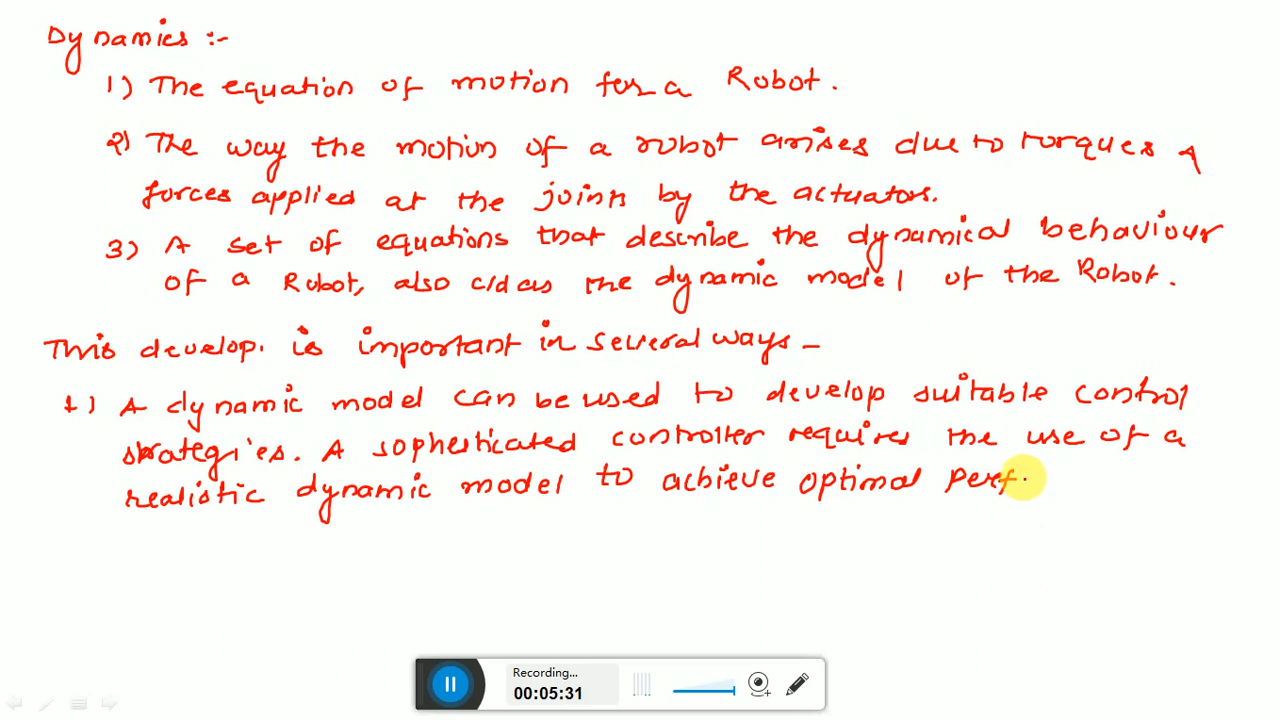 Dynamics :-
1) The equation of motion for a Robot.
2) The way the motion of a robot arises due to torques &
forces applied at the joints by the actuators.
3) A set of equations that describe the dynamical behaviour
of a Robot, also c/d as the dynamic model of the Robot.
This develop. is important in several ways -
1) A dynamic model can be used to develop suitable control
strategies. A sophesticated controller requires the use of a
realistic dynamic model to achieve optimal perf.
Recording...
00:05:31